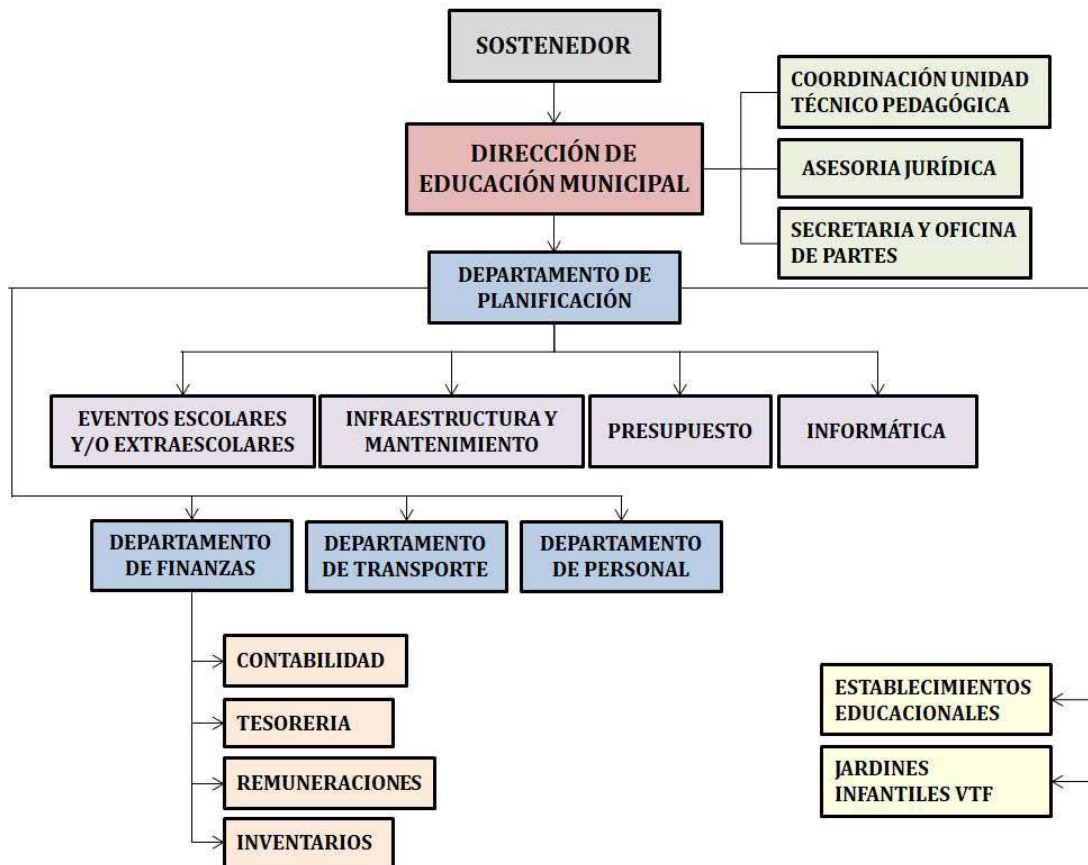 SOSTENEDOR
COORDINACIÓN UNIDAD
TÉCNICO PEDAGÓGICA
DIRECCIÓN DE
EDUCACIÓN MUNICIPAL
ASESORIA JURÍDICA
SECRETARIA Y OFICINA
DE PARTES
DEPARTAMENTO DE
PLANIFICACIÓN
EVENTOS ESCOLARES
Y/O EXTRAESCOLARES
INFRAESTRUCTURA Y
MANTENIMIENTO
PRESUPUESTO
INFORMÁTICA
DEPARTAMENTO
DE FINANZAS
DEPARTAMENTO
DE TRANSPORTE
DEPARTAMENTO
DE PERSONAL
CONTABILIDAD
TESORERIA
REMUNERACIONES
INVENTARIOS
ESTABLECIMIENTOS
EDUCACIONALES
JARDINES
INFANTILES VTF